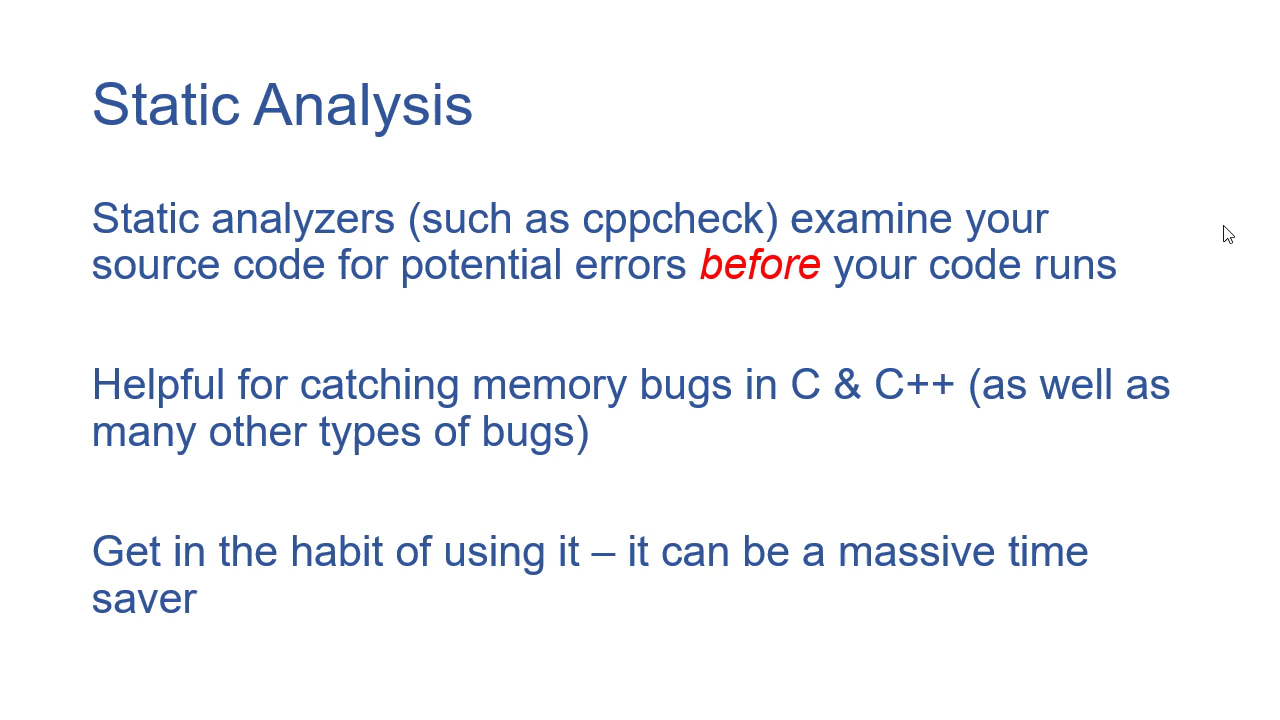 Static Analysis
Static analyzers (such as cppcheck) examine your
source code for potential errors before your code runs
Helpful for catching memory bugs in C & C++ (as well as
many other types of bugs)
Get in the habit of using it – it can be a massive time
saver